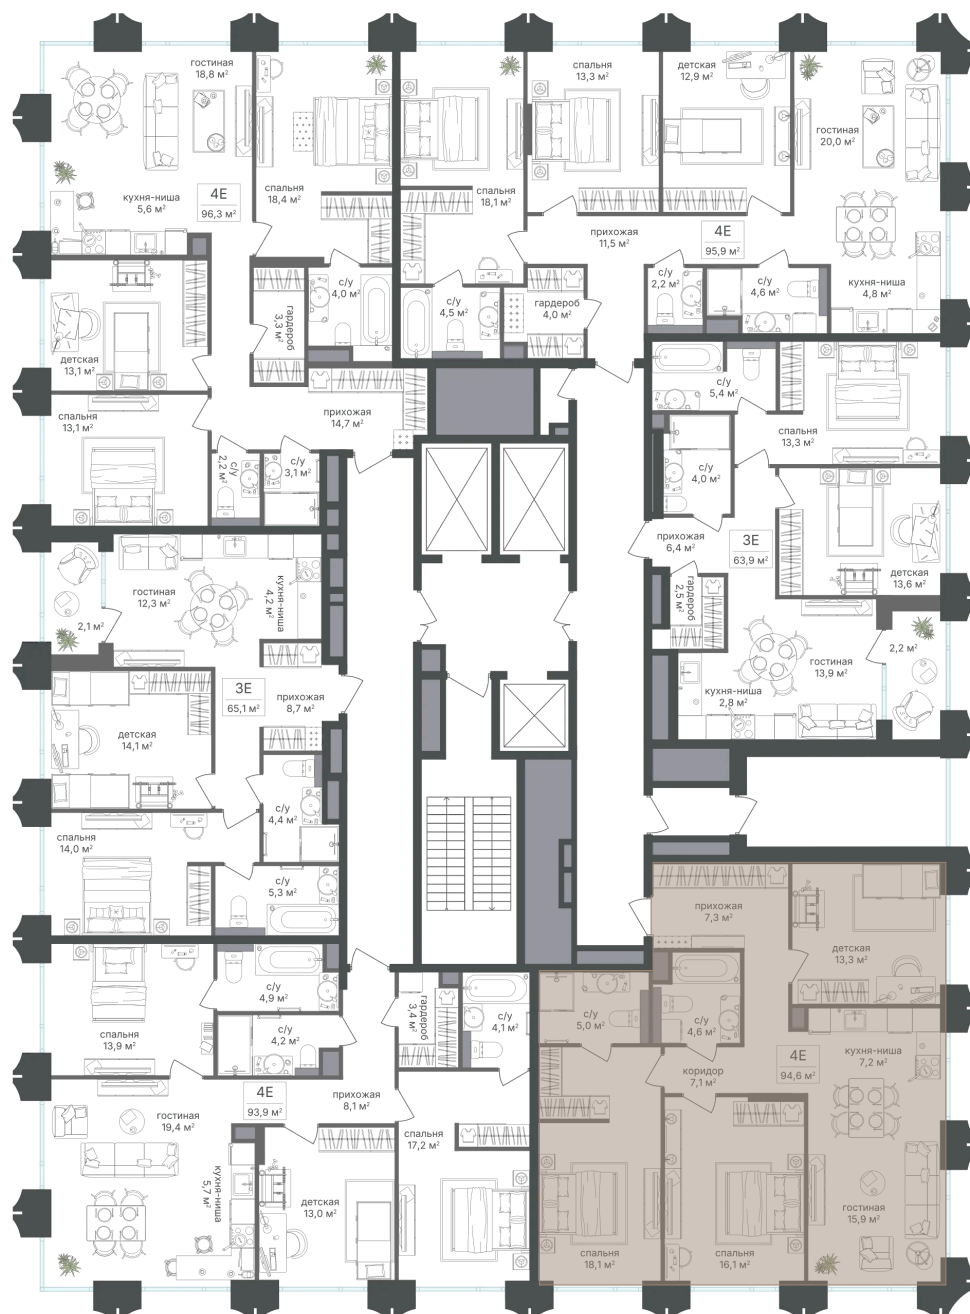 гостиная
18,8 м²
спальня
18,4 м²
кухня-ниша
5,6 м²
4Е
96,3 м²
с/у
4,0 м²
гардероб
3,3 м²
детская
13,1 м²
спальня
13,1 м²
прихожая
14,7 м²
с/у
2,2 м²
с/у
3,1 м²
спальня
13,3 м²
детская
12,9 м²
гостиная
20,0 м²
спальня
18,1 м²
прихожая
11,5 м²
4Е
95,9 м²
с/у
4,5 м²
гардероб
4,0 м²
с/у
2,2 м²
с/у
4,6 м²
кухня-ниша
4,8 м²
с/у
5,4 м²
спальня
13,3 м²
с/у
4,0 м²
прихожая
6,4 м²
3Е
63,9 м²
детская
13,6 м²
гардероб
2,5 м²
гостиная
13,9 м²
2,2 м²
кухня-ниша
2,8 м²
гостиная
12,3 м²
кухня-ниша
4,2 м²
2,1 м²
3Е
65,1 м²
прихожая
8,7 м²
детская
14,1 м²
с/у
4,4 м²
спальня
14,0 м²
с/у
5,3 м²
с/у
4,9 м²
спальня
13,9 м²
с/у
4,2 м²
гардероб
3,4 м²
с/у
4,1 м²
4Е
93,9 м²
прихожая
8,1 м²
гостиная
19,4 м²
кухня-ниша
5,7 м²
спальня
17,2 м²
детская
13,0 м²
прихожая
7,3 м²
детская
13,3 м²
с/у
5,0 м²
с/у
4,6 м²
коридор
7,1 м²
4Е
94,6 м²
кухня-ниша
7,2 м²
гостиная
15,9 м²
спальня
18,1 м²
спальня
16,1 м²